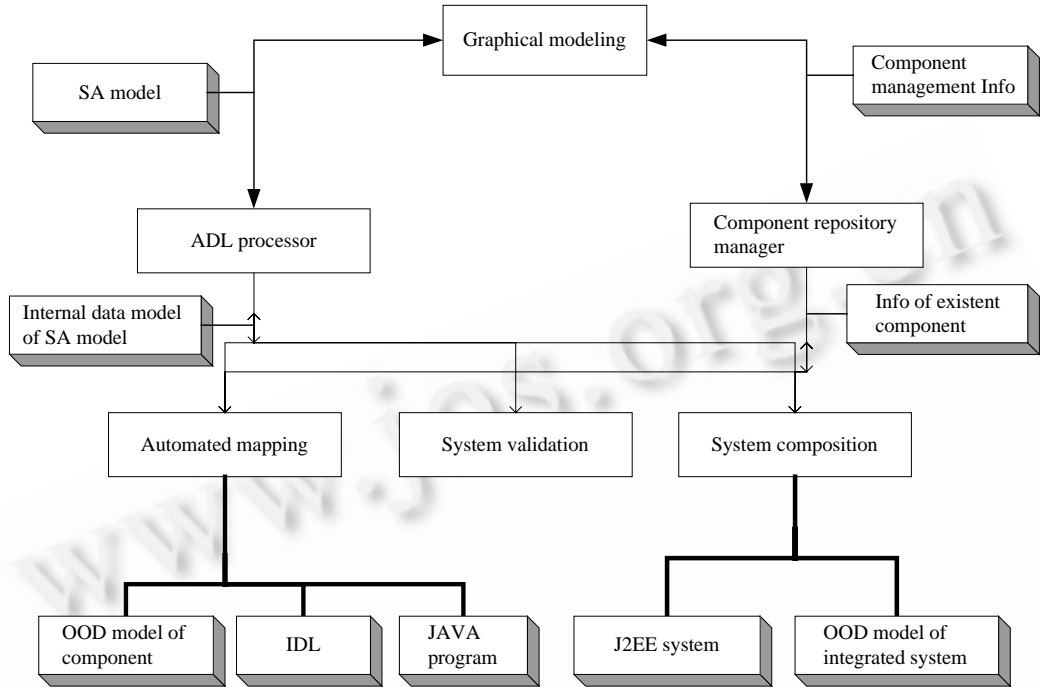 Graphical modeling
SA model
Component
management Info
ADL processor
Component repository
manager
Internal data model
of SA model
Info of existent
component
Automated mapping
System validation
System composition
OOD model of
component
IDL
JAVA
program
J2EE system
OOD model of
integrated system
www.jos.org.cn